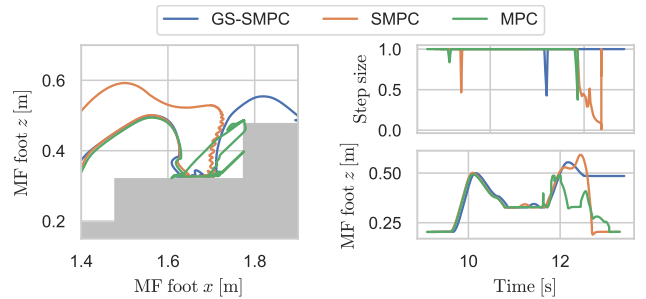 GS-SMPC SMPC MPC
0.6
0.4
0.2
MF foot z [m]
1.4 1.6 1.8
MF foot x [m]
1.0
0.5
0.0
Step size
0.50
0.25
MF foot z [m]
10 12
Time [s]